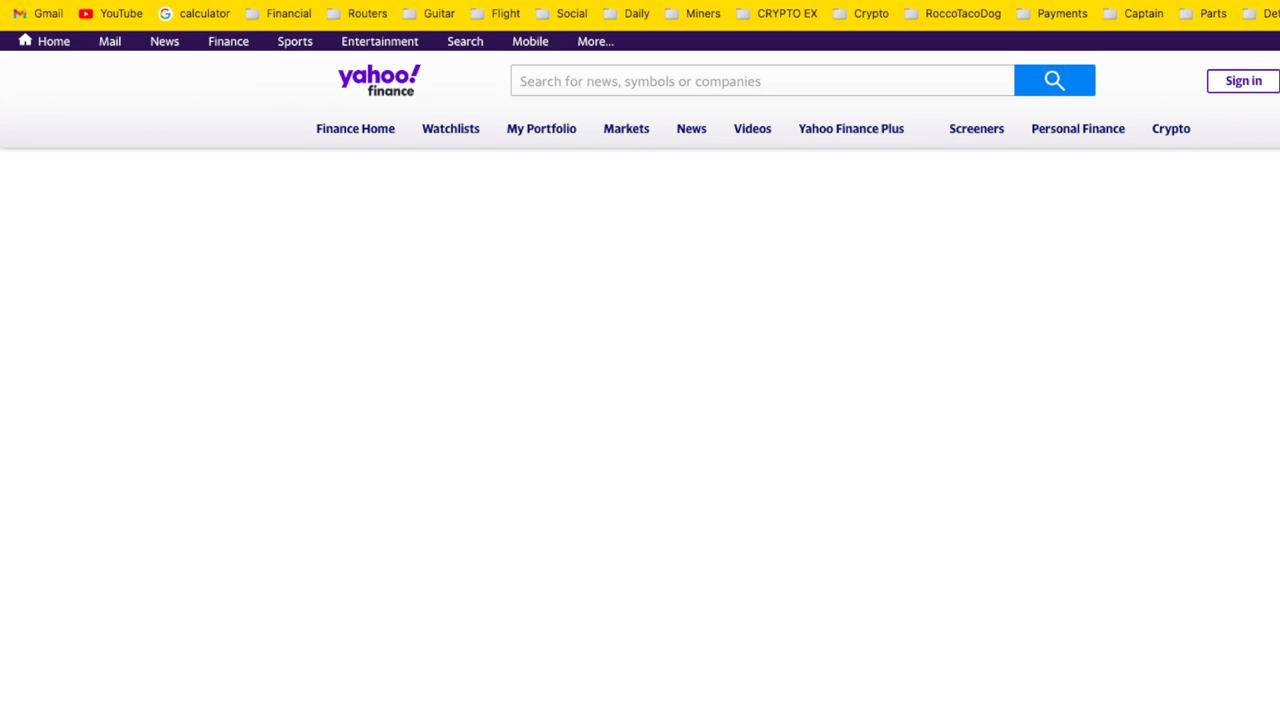 Gmail YouTube calculator Financial Routers Guitar Flight Social Daily Miners CRYPTO EX Crypto RoccoTacoDog Payments Captain Parts
Home Mail News Finance Sports Entertainment Search Mobile More...
yahoo!
finance
Search for news, symbols or companies
Sign in
Finance Home Watchlists My Portfolio Markets News Videos Yahoo Finance Plus Screeners Personal Finance Crypto